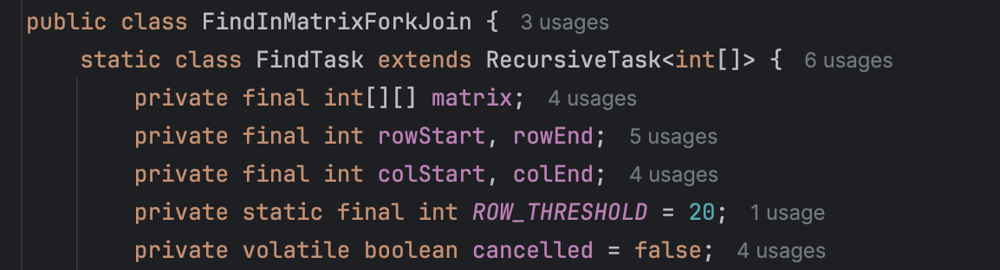 public class FindInMatrixForkJoin { 3 usages
static class FindTask extends RecursiveTask<int[]> { 6 usages
private final int[][] matrix; 4 usages
private final int rowStart, rowEnd; 5 usages
private final int colStart, colEnd; 4 usages
private static final int ROW_THRESHOLD = 20; 1 usage
private volatile boolean cancelled = false; 4 usages